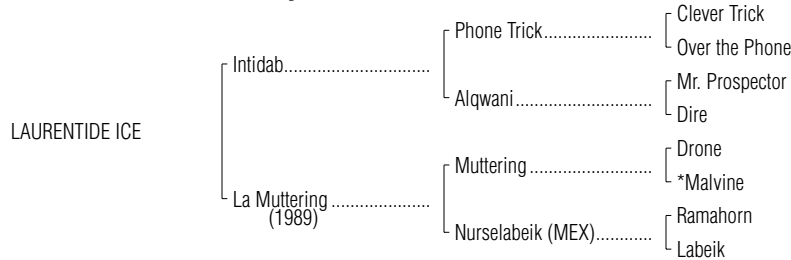 Clever Trick
Phone Trick
Over the Phone
Intidab
Mr. Prospector
Alqwani
Dire
LAURENTIDE ICE
Drone
Muttering
*Malvine
La Muttering
(1989)
Ramahorn
Nurselabeik (MEX)
Labeik